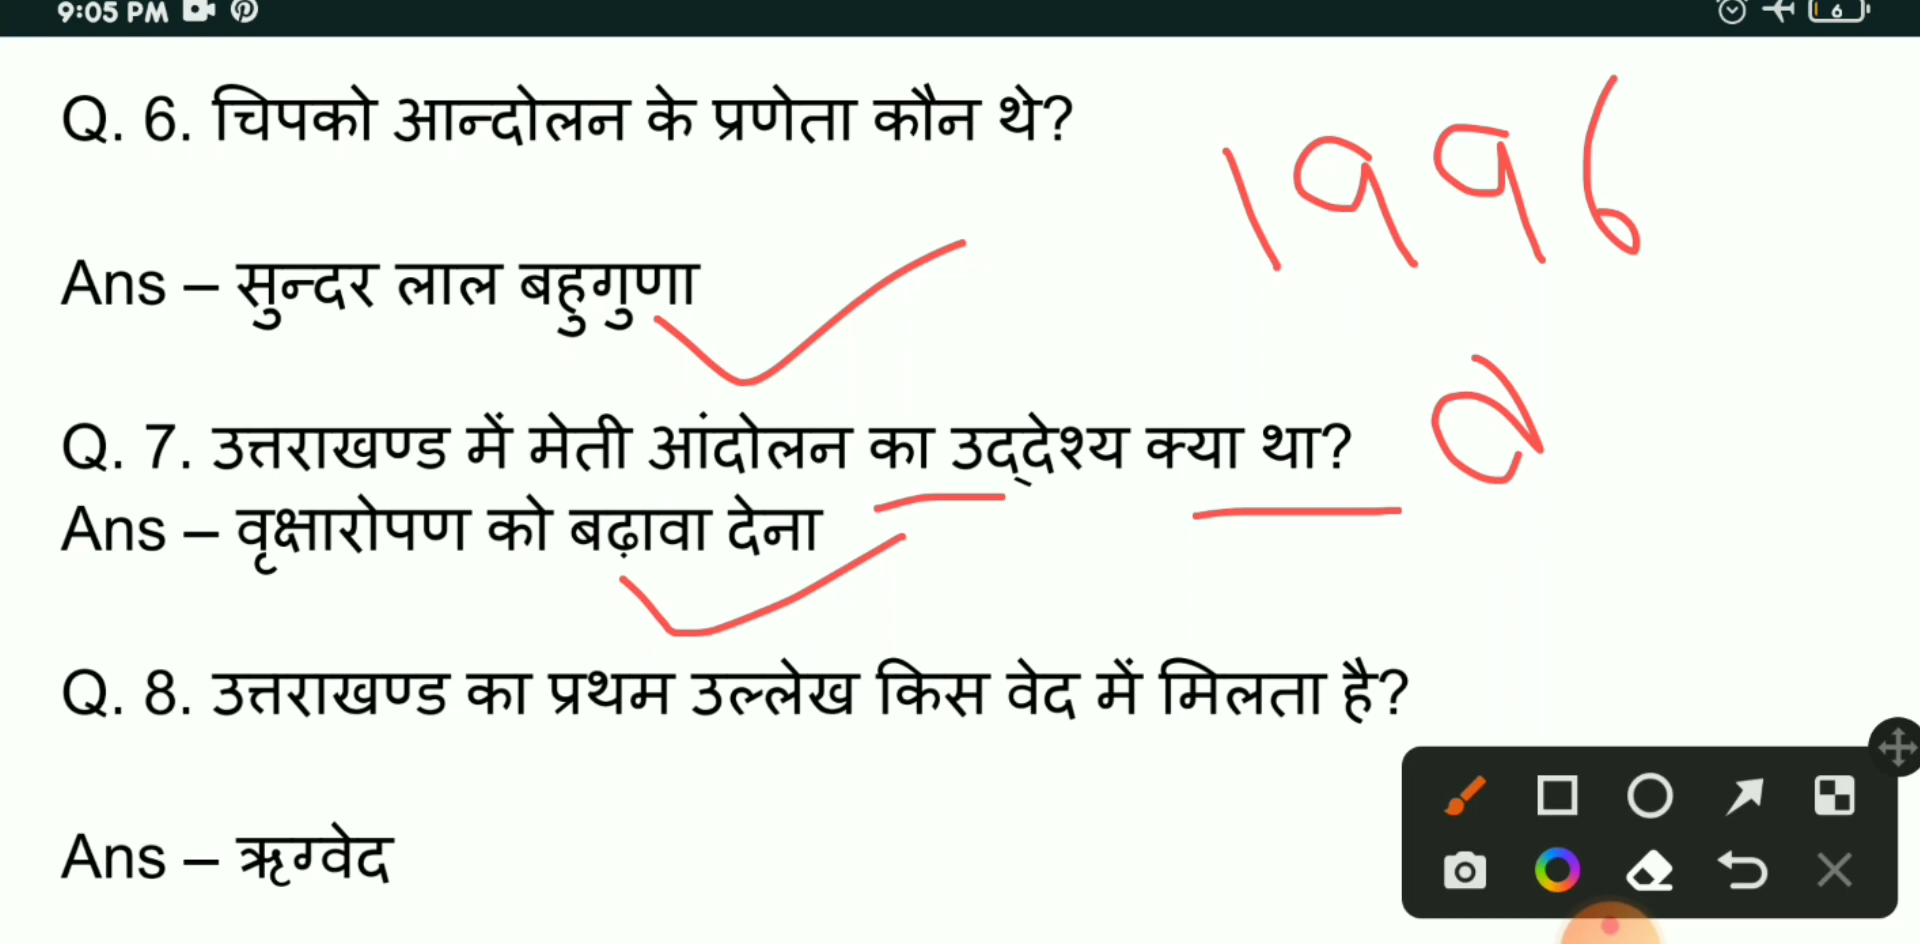 9:05 PM
6
Q. 6. चिपको आन्दोलन के प्रणेता कौन थे?
1996
Ans – सुन्दर लाल बहुगुणा
Q. 7. उत्तराखण्ड में मेती आंदोलन का उद्देश्य क्या था?
Ans – वृक्षारोपण को बढ़ावा देना
Q. 8. उत्तराखण्ड का प्रथम उल्लेख किस वेद में मिलता है?
Ans – ऋग्वेद